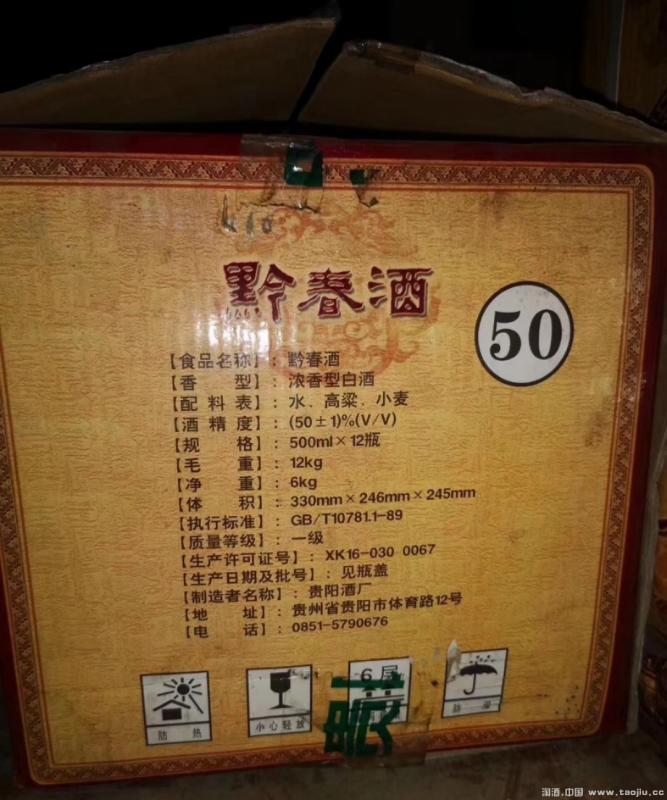 黔春酒
50
【食品名称】：黔春酒
【香 型】：浓香型白酒
【配 料 表】：水、高粱、小麦
【酒 精 度】：(50±1)%(V/V)
【规 格】：500ml×12瓶
【毛 重】：12kg
【净 重】：6kg
【体 积】：330mm×246mm×245mm
【执行标准】：GB/T10781.1-89
【质量等级】：一级
【生产许可证号】：XK16-030 0067
【生产日期及批号】：见瓶盖
【制造者名称】：贵阳酒厂
【地 址】：贵州省贵阳市体育路12号
【电 话】：0851-5790676
防 热
小心轻放
6层
淘酒.中国 www.taojiu.cc